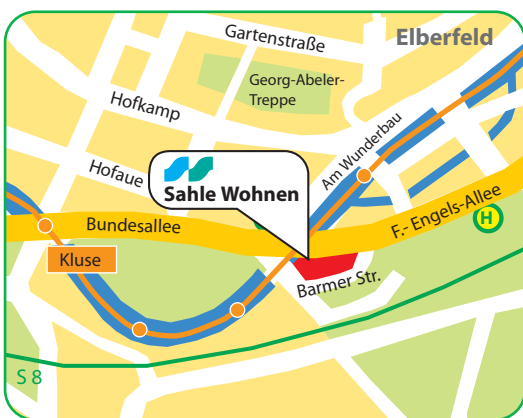 Gartenstraße
Elberfeld
Georg-Abeler-
Treppe
Hofkamp
Am Wunderbau
Hofaue
Sahle Wohnen
Bundesallee
F.- Engels-Allee
H
Kluse
Barmer Str.
S 8